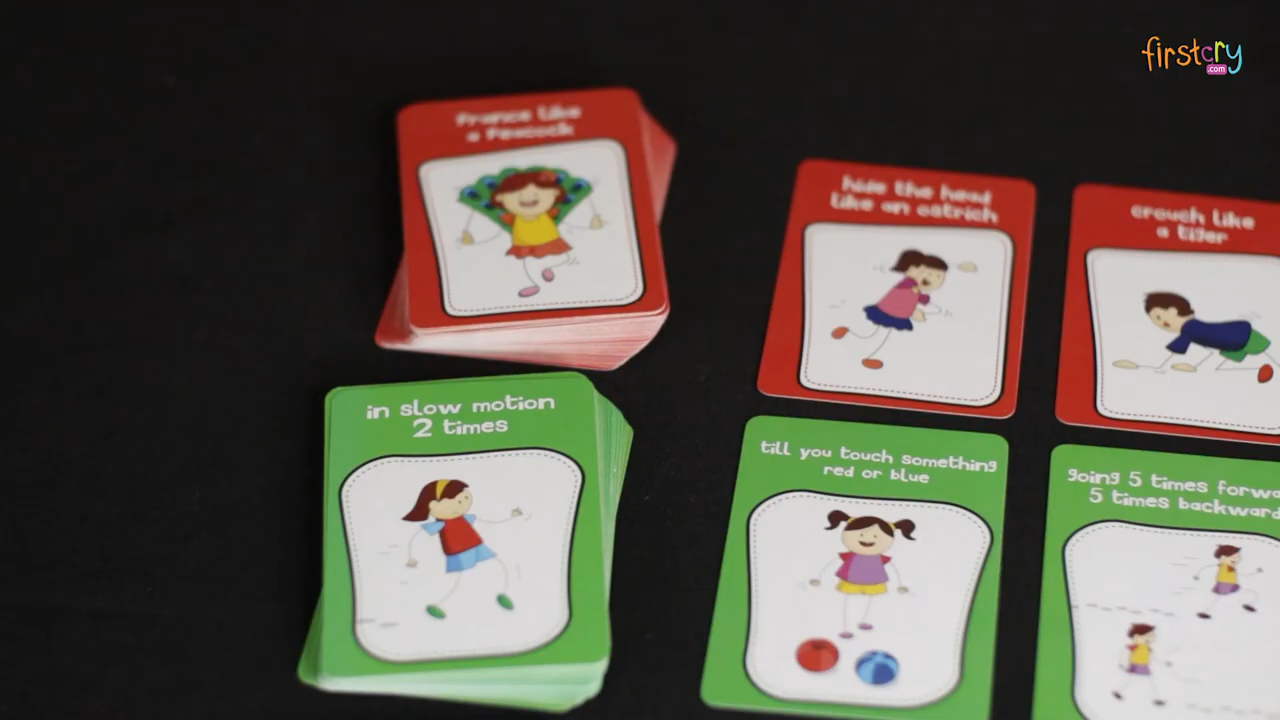 firstcry
.com
Prance like
a Peacock
hide the head
like an ostrich
crouch like
a tiger
in slow motion
2 times
till you touch something
red or blue
going 5 times forwa
5 times backward